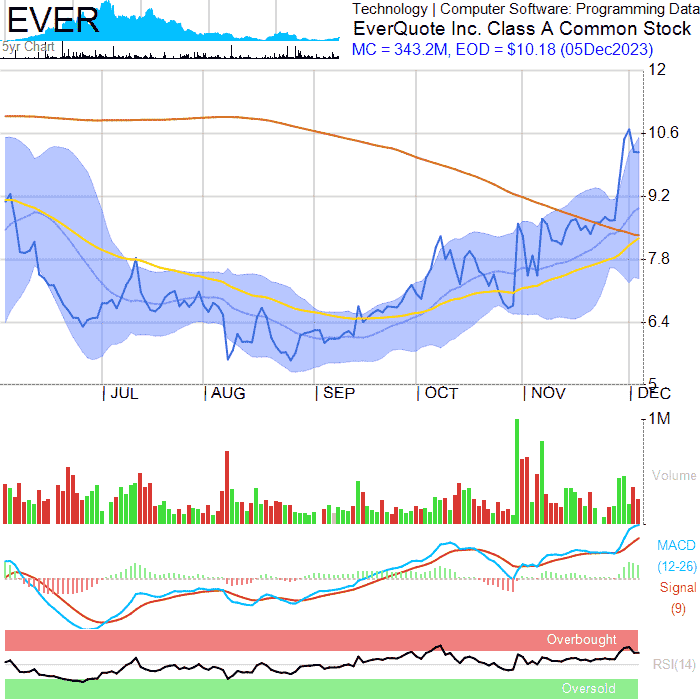 EVER
5yr Chart
Technology | Computer Software: Programming Data
EverQuote Inc. Class A Common Stock
MC = 343.2M, EOD = $10.18 (05Dec2023)
12
10.6
9.2
7.8
6.4
5
JUL AUG SEP OCT NOV DEC
1M
Volume
MACD
(12-26)
Signal
(9)
Overbought
RSI(14)
Oversold